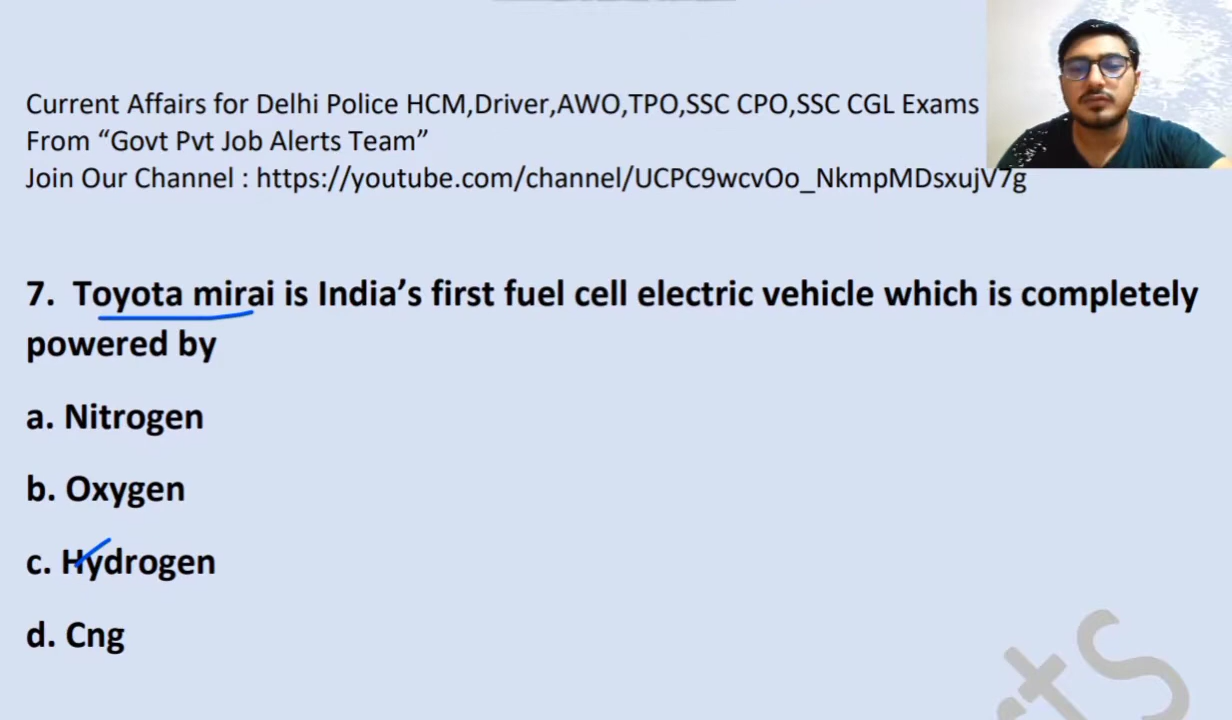 Current Affairs for Delhi Police HCM,Driver,AWO,TPO,SSC CPO,SSC CGL Exams
From “Govt Pvt Job Alerts Team”
Join Our Channel : https://youtube.com/channel/UCPC9wcvOo_NkmpMDsxujV7g
7. Toyota mirai is India’s first fuel cell electric vehicle which is completely
powered by
a. Nitrogen
b. Oxygen
c. Hydrogen
d. Cng
ts